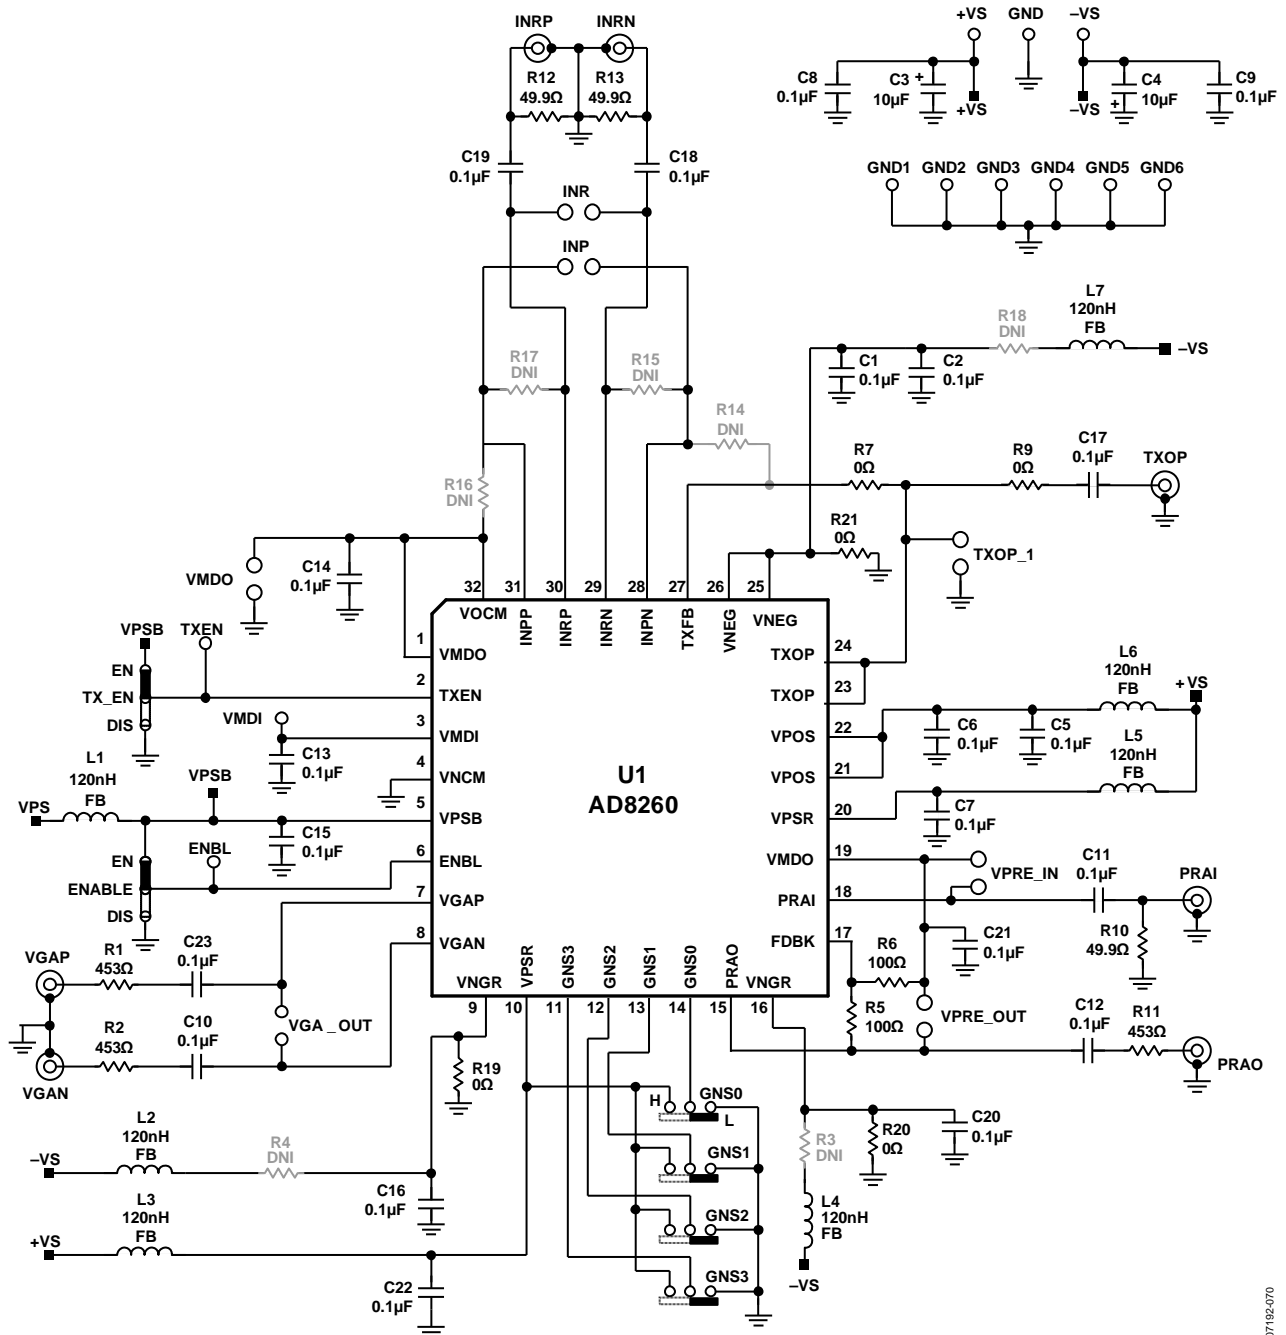 INRP INRN
R12 49.9Ω
R13 49.9Ω
C19 0.1µF
C18 0.1µF
INR
INP
+VS GND –VS
C8 0.1µF
C3 + 10µF
+VS
–VS
C4 + 10µF
C9 0.1µF
GND1 GND2 GND3 GND4 GND5 GND6
L7 120nH FB
R18 DNI
–VS
C1 0.1µF
C2 0.1µF
R17 DNI
R15 DNI
R14 DNI
R16 DNI
R7 0Ω
R9 0Ω
C17 0.1µF
TXOP
R21 0Ω
TXOP_1
VMDO
C14 0.1µF
32 31 30 29 28 27 26 25
VOCM INPP INRP INRN INPN TXFB VNEG VNEG
VPSB TXEN
EN
TX_EN
DIS
1 VMDO
2 TXEN
3 VMDI
4 VNCM
5 VPSB
6 ENBL
7 VGAP
8 VGAN
U1
AD8260
24 TXOP
23 TXOP
22 VPOS
21 VPOS
20 VPSR
19 VMDO
18 PRAI
17 FDBK
VMDI
C13 0.1µF
L1 120nH FB
VPS
VPSB
C15 0.1µF
ENBL
EN
ENABLE
DIS
L6 120nH FB
+VS
C6 0.1µF
C5 0.1µF
L5 120nH FB
C7 0.1µF
VPRE_IN
C11 0.1µF
PRAI
R10 49.9Ω
C21 0.1µF
R6 100Ω
R5 100Ω
VPRE_OUT
C12 0.1µF
R11 453Ω
PRAO
VGAP
R1 453Ω
C23 0.1µF
VGA_OUT
R2 453Ω
C10 0.1µF
VGAN
VNGR VPSR GNS3 GNS2 GNS1 GNS0 PRAO VNGR
9 10 11 12 13 14 15 16
R19 0Ω
H GNS0 L
GNS1
GNS2
GNS3
L2 120nH FB
–VS
R4 DNI
C16 0.1µF
L3 120nH FB
+VS
C22 0.1µF
R3 DNI
R20 0Ω
C20 0.1µF
L4 120nH FB
–VS